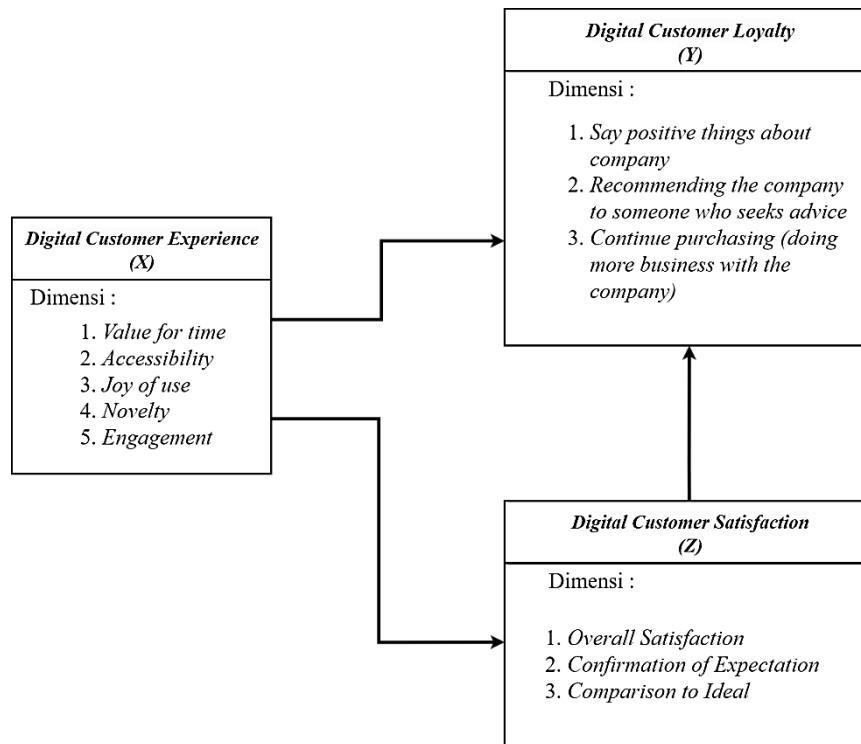 Digital Customer Loyalty
(Y)
Dimensi :
1. Say positive things about
company
2. Recommending the company
to someone who seeks advice
3. Continue purchasing (doing
more business with the
company)
Digital Customer Experience
(X)
Dimensi :
1. Value for time
2. Accessibility
3. Joy of use
4. Novelty
5. Engagement
Digital Customer Satisfaction
(Z)
Dimensi :
1. Overall Satisfaction
2. Confirmation of Expectation
3. Comparison to Ideal